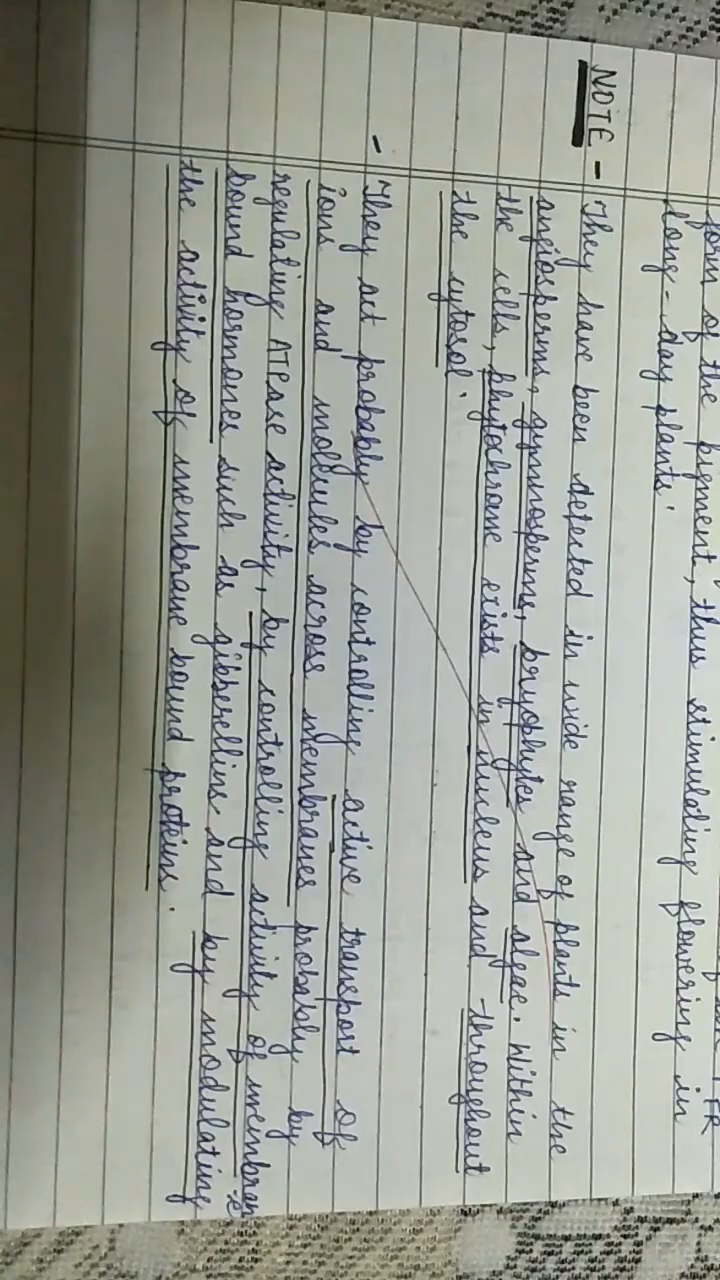 form of the pigment, thus stimulating flowering in
long-day plants.
NOTE - They have been detected in wide range of plants in the
angiosperms, gymnosperms, bryophytes and algae. Within
the cells, phytochrome exists in nucleus and throughout
the cytosol.
- They act probably by controlling active transport of
ions and molecules across membranes probably by
regulating ATPase activity, by controlling activity of membran
bound hormones such as gibberellins and by modulating
the activity of membrane bound proteins.